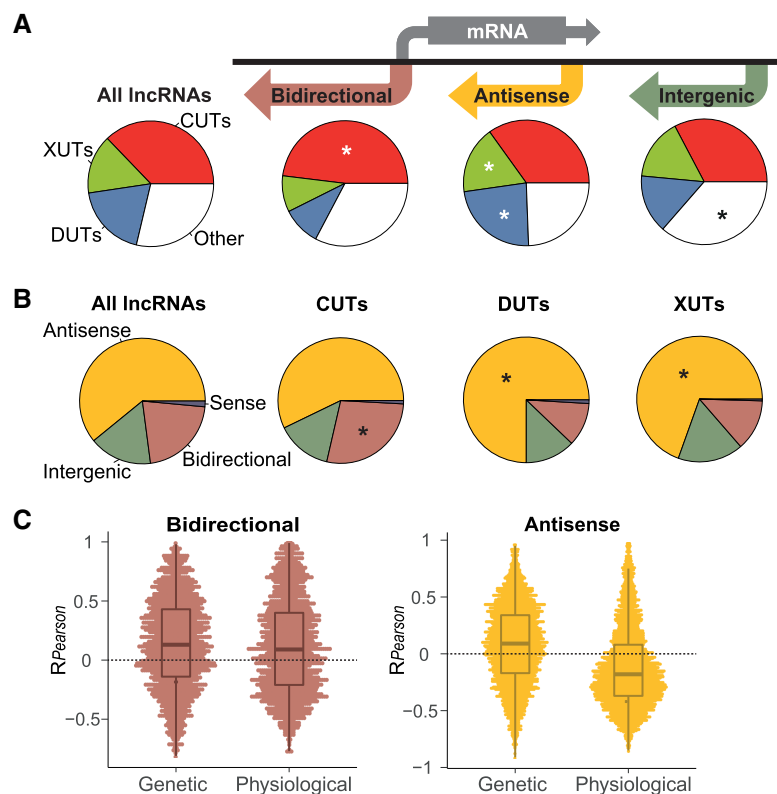 A
mRNA
Bidirectional
Antisense
Intergenic
All lncRNAs
CUTs
XUTs
DUTs
Other
*
*
*
*
B
All lncRNAs
CUTs
DUTs
XUTs
Antisense
Sense
Bidirectional
Intergenic
*
*
*
C
Bidirectional
Antisense
RPearson
1
0.5
0
−0.5
Genetic
Physiological
RPearson
1
0.5
0
−0.5
−1
Genetic
Physiological